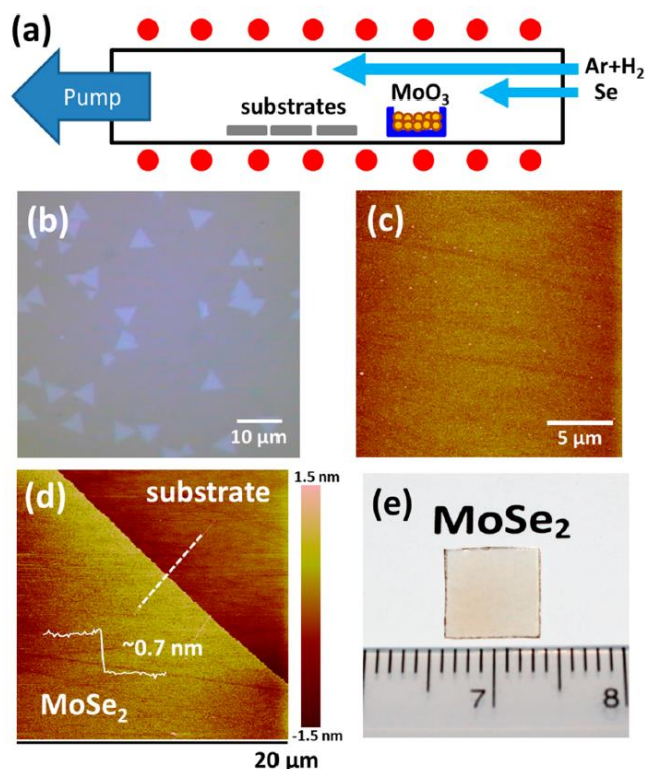 (a)
Ar+H₂
Pump
substrates
MoO₃
Se
(b)
10 μm
(c)
5 μm
(d)
substrate
1.5 nm
~0.7 nm
MoSe₂
-1.5 nm
20 μm
(e)
MoSe₂
7
8